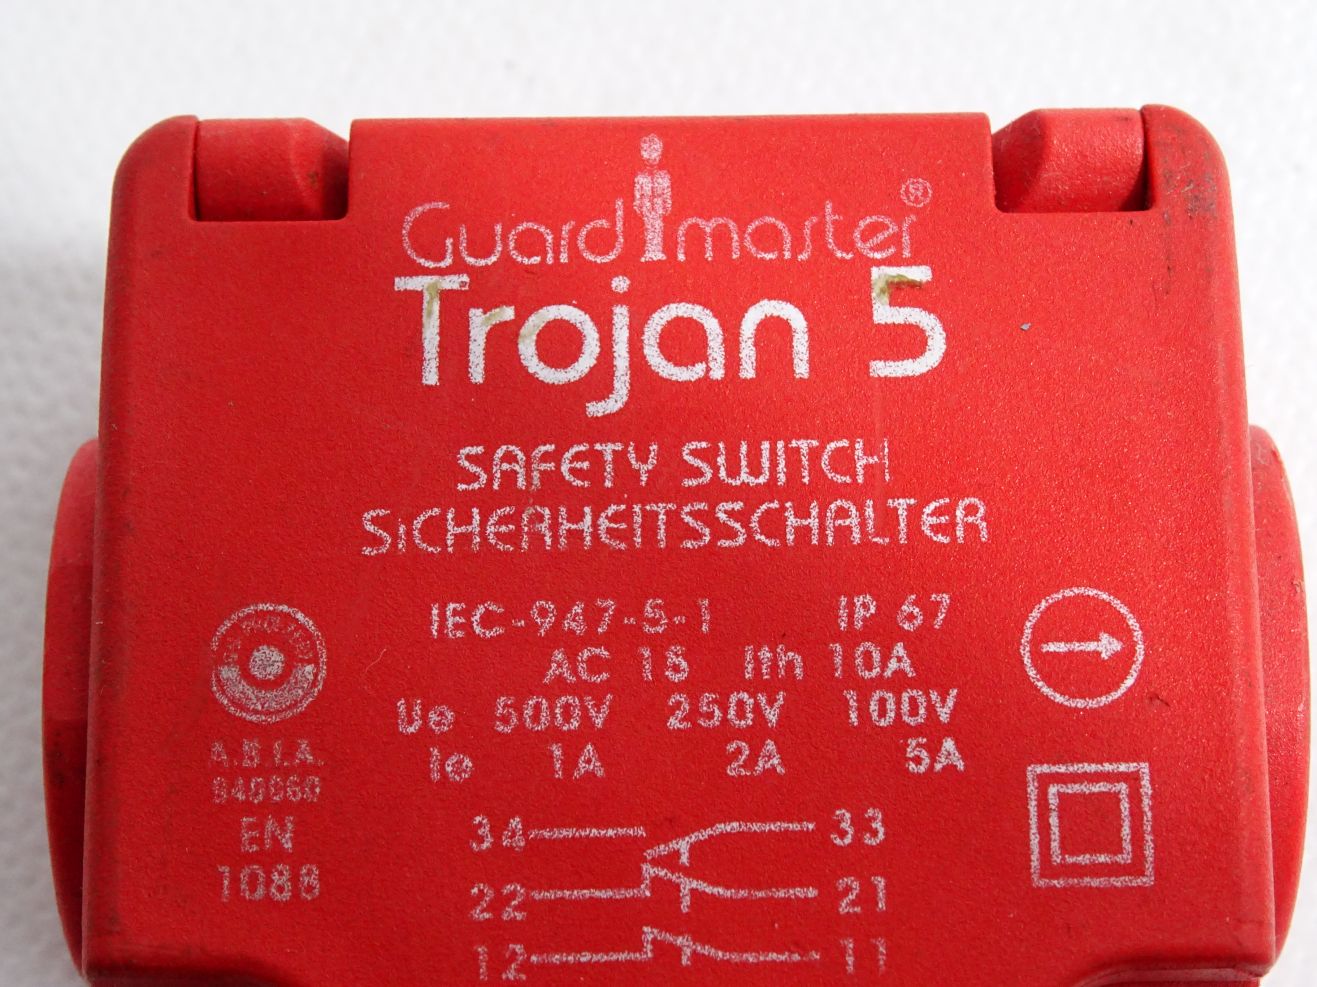 Guardmaster®
Trojan 5
SAFETY SWITCH
SICHERHEITSSCHALTER
IEC-947-5-1 IP 67
AC 15 Ith 10A
Ue 500V 250V 100V
Ie 1A 2A 5A
EN
1088
34 33
22 21
12 11